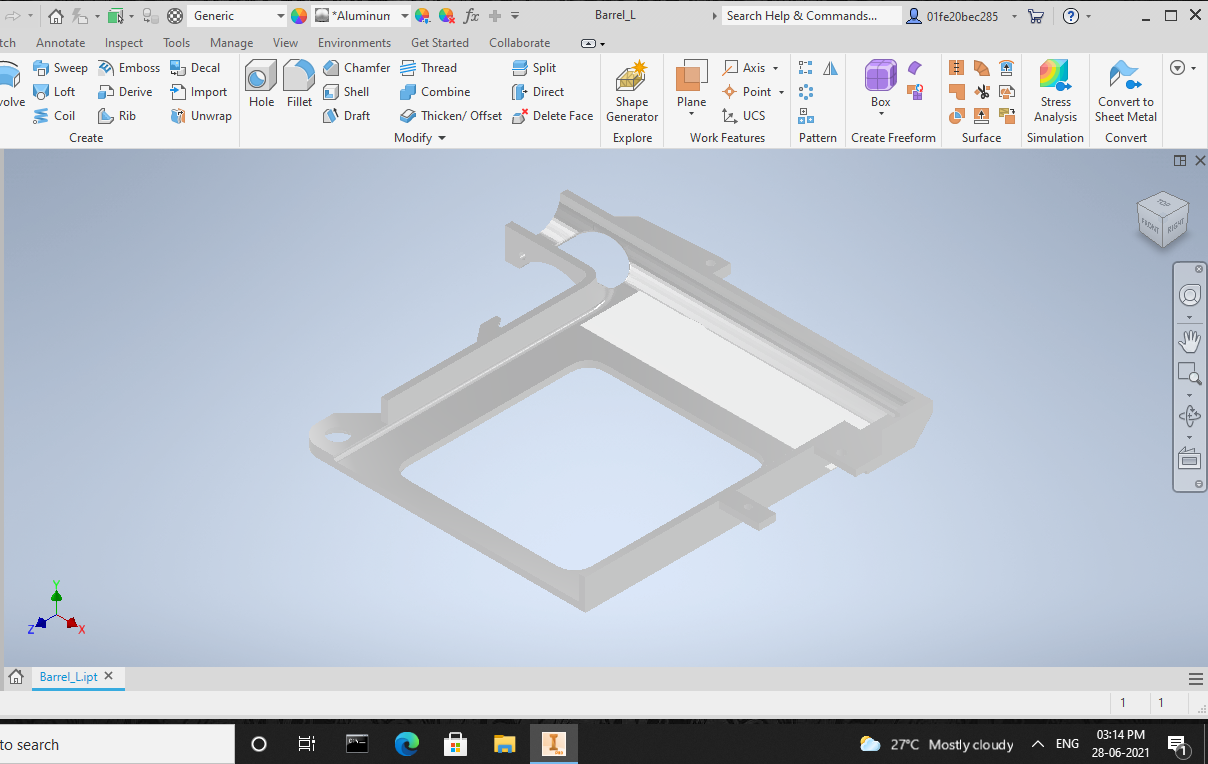 Generic
*Aluminum
fx
Barrel_L
Search Help & Commands...
01fe20bec285
Annotate Inspect Tools Manage View Environments Get Started Collaborate
Sweep Emboss Decal
Loft Derive Import
Coil Rib Unwrap
Create
Hole Fillet
Chamfer Thread Combine
Shell Thicken/ Offset
Draft
Split
Direct
Delete Face
Modify
Shape
Generator
Explore
Plane
Axis
Point
UCS
Work Features
Pattern
Box
Create Freeform
Surface
Stress
Analysis
Simulation
Convert to
Sheet Metal
Convert
TOP
FRONT RIGHT
Y
Z X
Barrel_L.ipt
1 1
to search
27°C Mostly cloudy
ENG
03:14 PM
28-06-2021
1